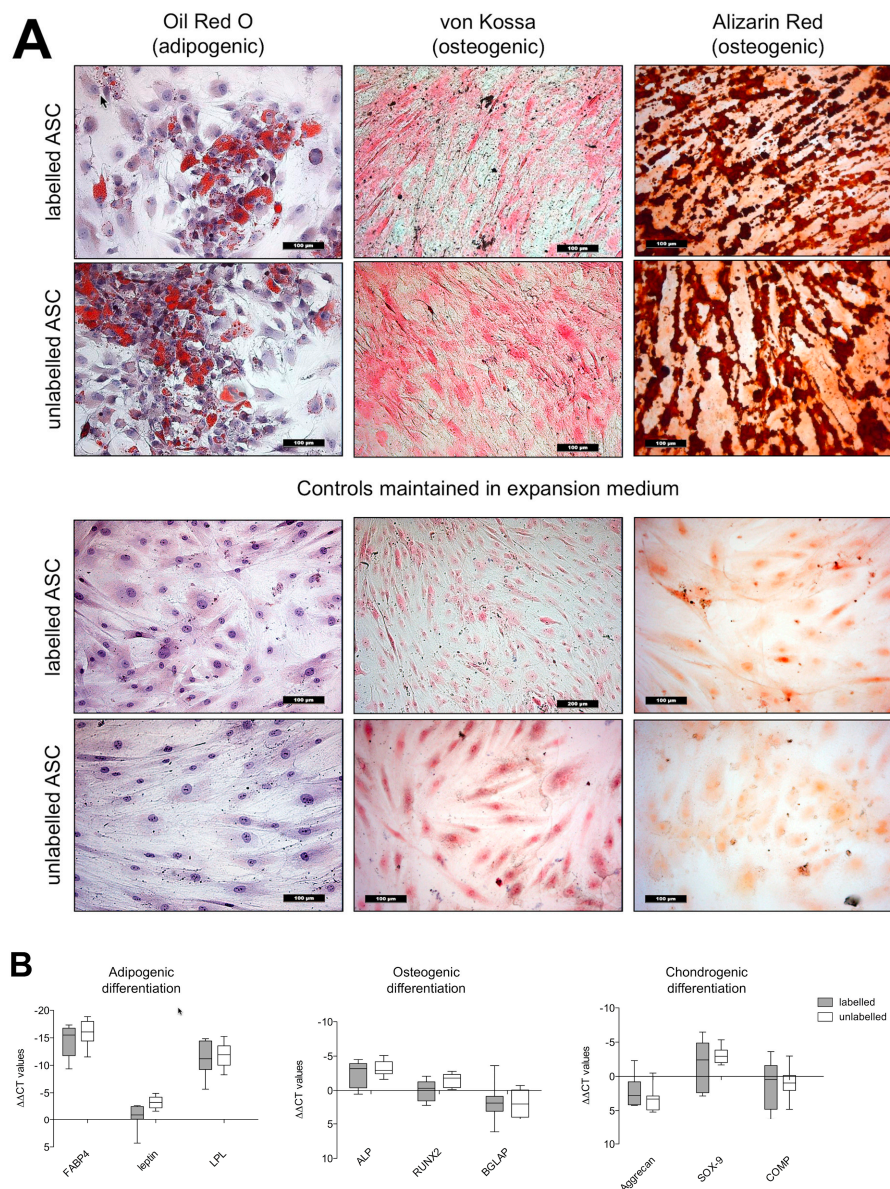 A
Oil Red O
(adipogenic)
von Kossa
(osteogenic)
Alizarin Red
(osteogenic)
labelled ASC
100 µm
100 µm
100 µm
unlabelled ASC
100 µm
100 µm
100 µm
Controls maintained in expansion medium
labelled ASC
100 µm
200 µm
100 µm
unlabelled ASC
100 µm
100 µm
100 µm
B
Adipogenic
differentiation
ΔΔCT values
-20
-15
-10
-5
0
5
FABP4
leptin
LPL
Osteogenic
differentiation
ΔΔCT values
-10
-5
0
5
10
ALP
RUNX2
BGLAP
Chondrogenic
differentiation
ΔΔCT values
-10
-5
0
5
10
Aggrecan
SOX-9
COMP
labelled
unlabelled